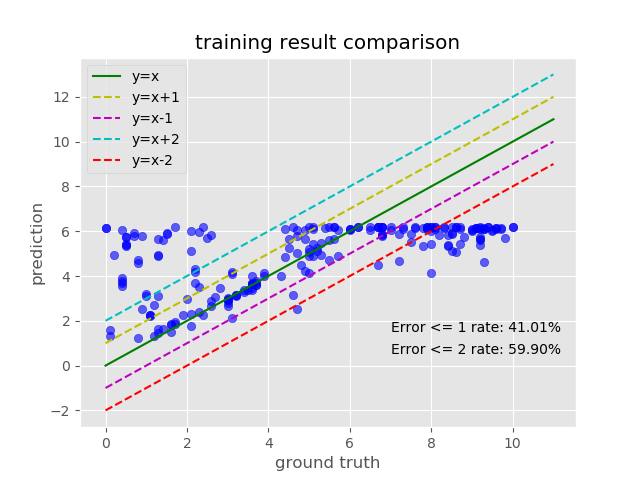 training result comparison
y=x
y=x+1
y=x-1
y=x+2
y=x-2
12
10
8
6
4
2
0
−2
prediction
Error <= 1 rate: 41.01%
Error <= 2 rate: 59.90%
0 2 4 6 8 10
ground truth